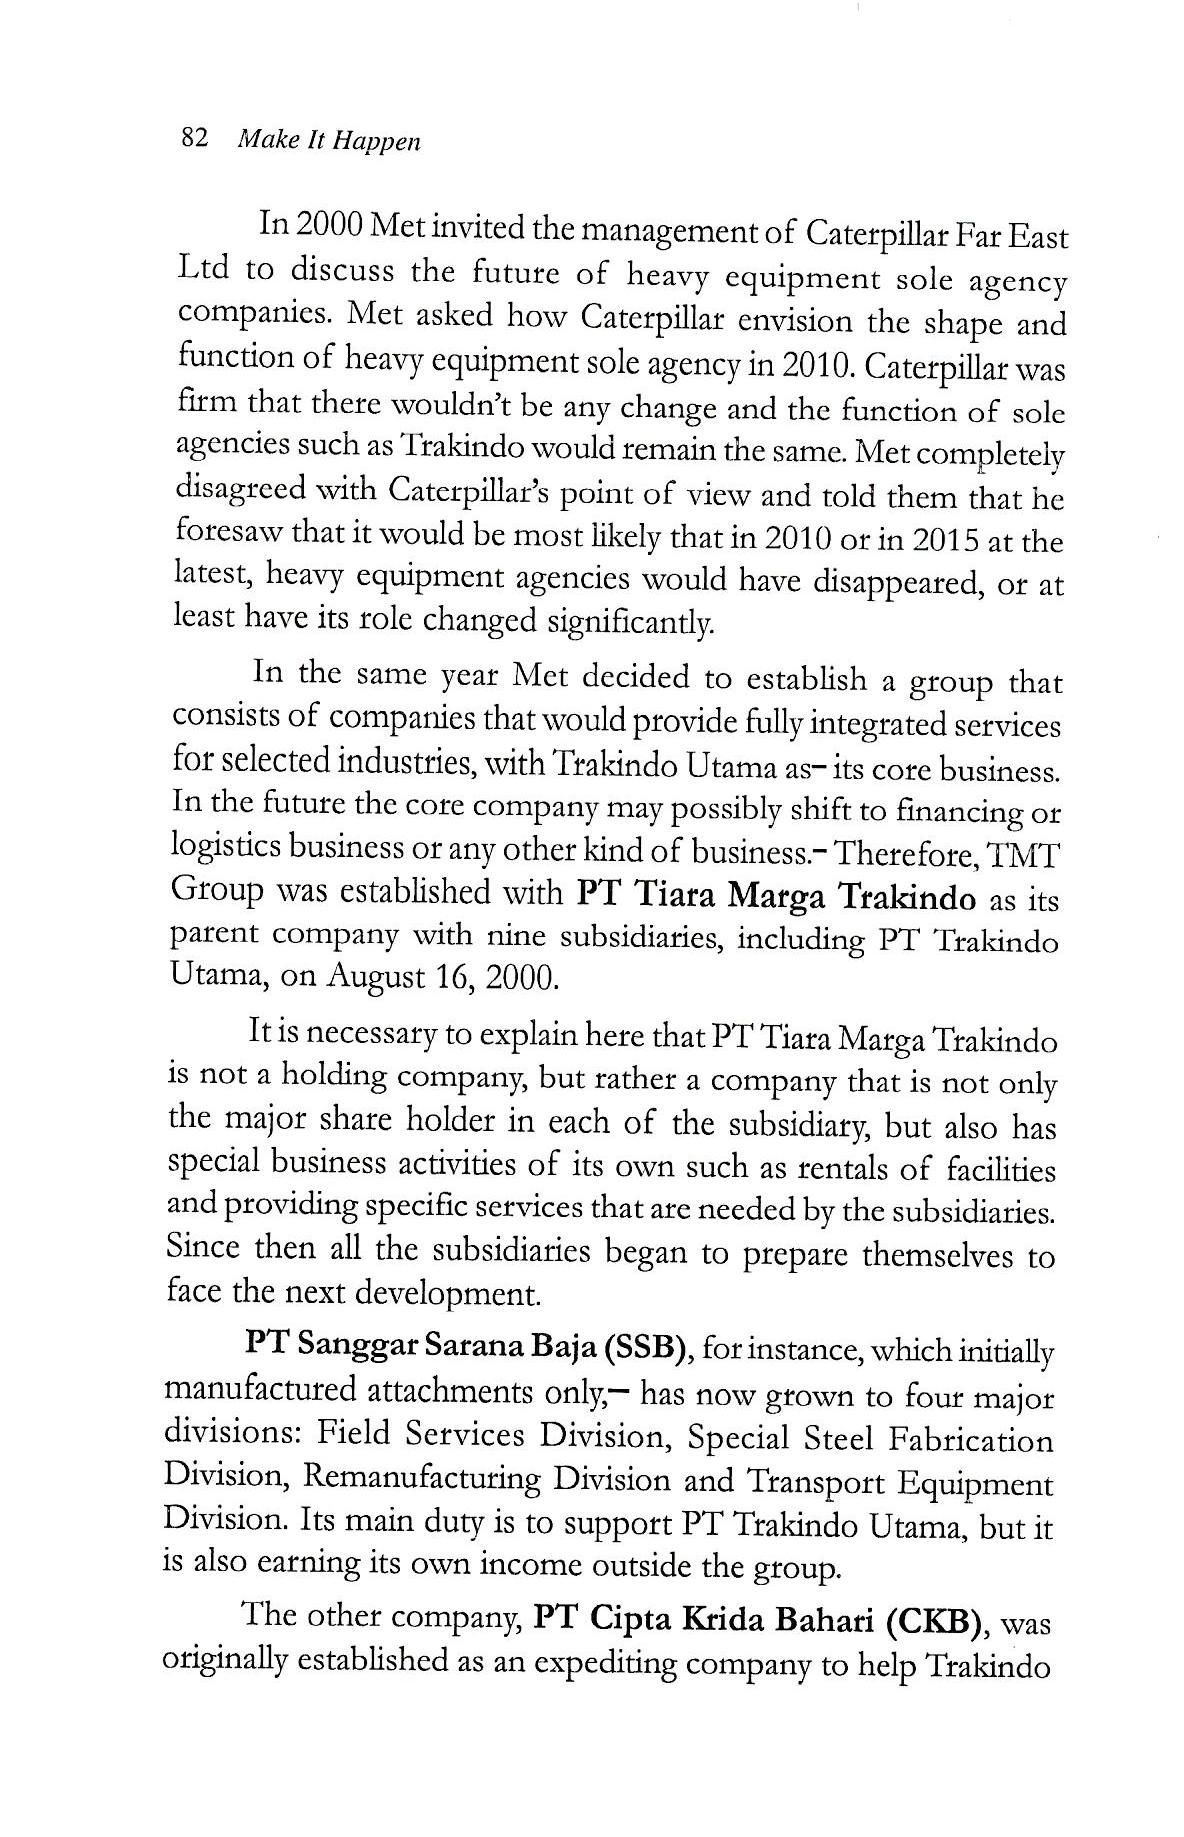 82 Make It Happen
In 2000 Met invited the management of Caterpillar Far East
Ltd to discuss the future of heavy equipment sole agency
companies. Met asked how Caterpillar envision the shape and
function of heavy equipment sole agency in 2010. Caterpillar was
firm that there wouldn't be any change and the function of sole
agencies such as Trakindo would remain the same. Met completely
disagreed with Caterpillar's point of view and told them that he
foresaw that it would be most likely that in 2010 or in 2015 at the
latest, heavy equipment agencies would have disappeared, or at
least have its role changed significantly.
In the same year Met decided to establish a group that
consists of companies that would provide fully integrated services
for selected industries, with Trakindo Utama as- its core business.
In the future the core company may possibly shift to financing or
logistics business or any other kind of business.- Therefore, TMT
Group was established with PT Tiara Marga Trakindo as its
parent company with nine subsidiaries, including PT Trakindo
Utama, on August 16, 2000.
It is necessary to explain here that PT Tiara Marga Trakindo
is not a holding company, but rather a company that is not only
the major share holder in each of the subsidiary, but also has
special business activities of its own such as rentals of facilities
and providing specific services that are needed by the subsidiaries.
Since then all the subsidiaries began to prepare themselves to
face the next development.
PT Sanggar Sarana Baja (SSB), for instance, which initially
manufactured attachments only,- has now grown to four major
divisions: Field Services Division, Special Steel Fabrication
Division, Remanufacturing Division and Transport Equipment
Division. Its main duty is to support PT Trakindo Utama, but it
is also earning its own income outside the group.
The other company, PT Cipta Krida Bahari (CKB), was
originally established as an expediting company to help Trakindo